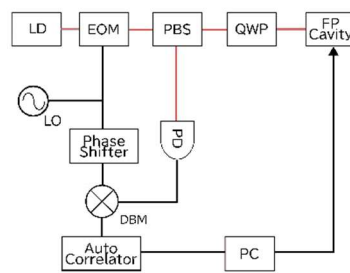 LD
EOM
PBS
QWP
FP
Cavity
LO
PD
Phase
Shifter
DBM
Auto
Correlator
PC